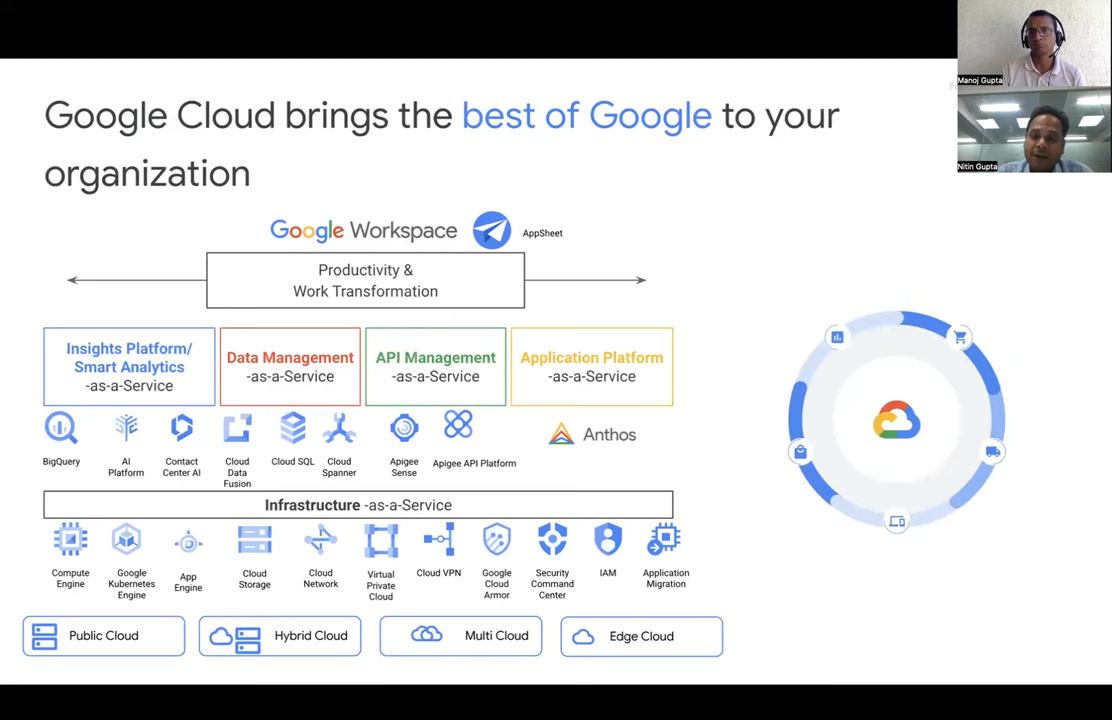 Manoj Gupta
Nitin Gupta
Google Cloud brings the best of Google to your
organization
Google Workspace
AppSheet
Productivity &
Work Transformation
Insights Platform/
Smart Analytics
-as-a-Service
Data Management
-as-a-Service
API Management
-as-a-Service
Application Platform
-as-a-Service
BigQuery
AI
Platform
Contact
Center AI
Cloud
Data
Fusion
Cloud SQL
Cloud
Spanner
Apigee
Sense
Apigee API Platform
Anthos
Infrastructure -as-a-Service
Compute
Engine
Google
Kubernetes
Engine
App
Engine
Cloud
Storage
Cloud
Network
Virtual
Private
Cloud
Cloud VPN
Google
Cloud
Armor
Security
Command
Center
IAM
Application
Migration
Public Cloud
Hybrid Cloud
Multi Cloud
Edge Cloud